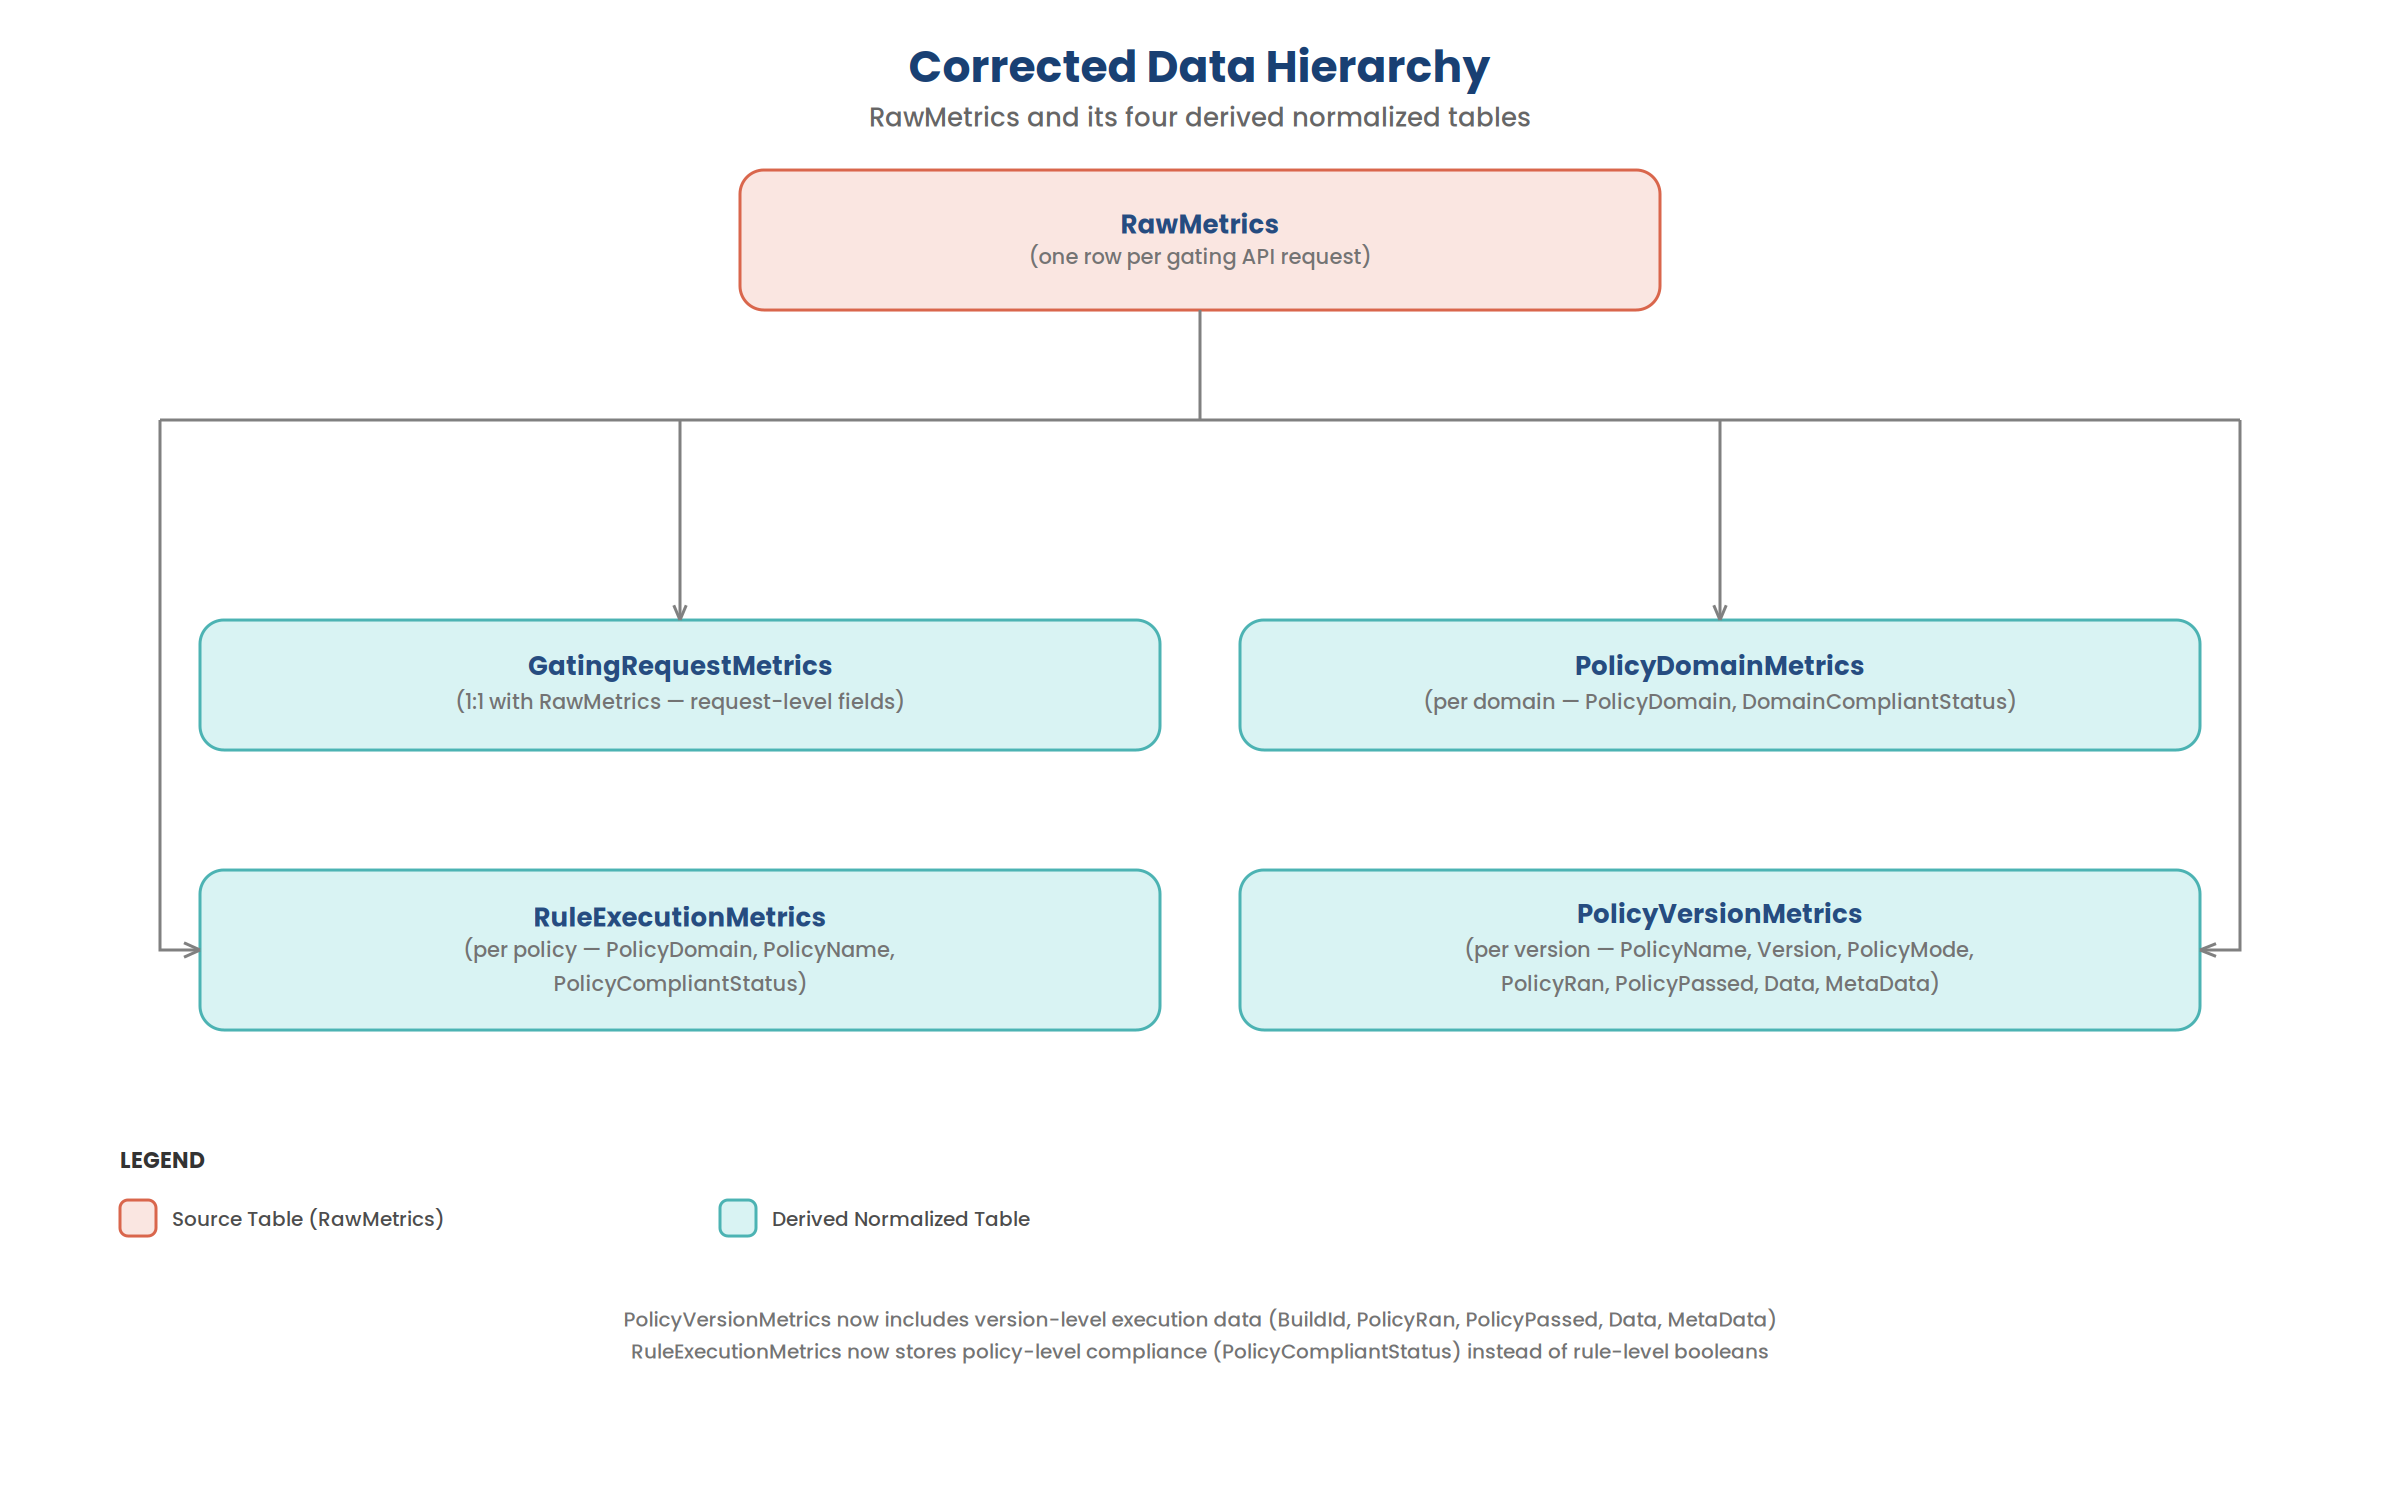 Corrected Data Hierarchy
RawMetrics and its four derived normalized tables
RawMetrics
(one row per gating API request)
GatingRequestMetrics
(1:1 with RawMetrics — request-level fields)
PolicyDomainMetrics
(per domain — PolicyDomain, DomainCompliantStatus)
RuleExecutionMetrics
(per policy — PolicyDomain, PolicyName,
PolicyCompliantStatus)
PolicyVersionMetrics
(per version — PolicyName, Version, PolicyMode,
PolicyRan, PolicyPassed, Data, MetaData)
LEGEND
Source Table (RawMetrics)
Derived Normalized Table
PolicyVersionMetrics now includes version-level execution data (BuildId, PolicyRan, PolicyPassed, Data, MetaData)
RuleExecutionMetrics now stores policy-level compliance (PolicyCompliantStatus) instead of rule-level booleans